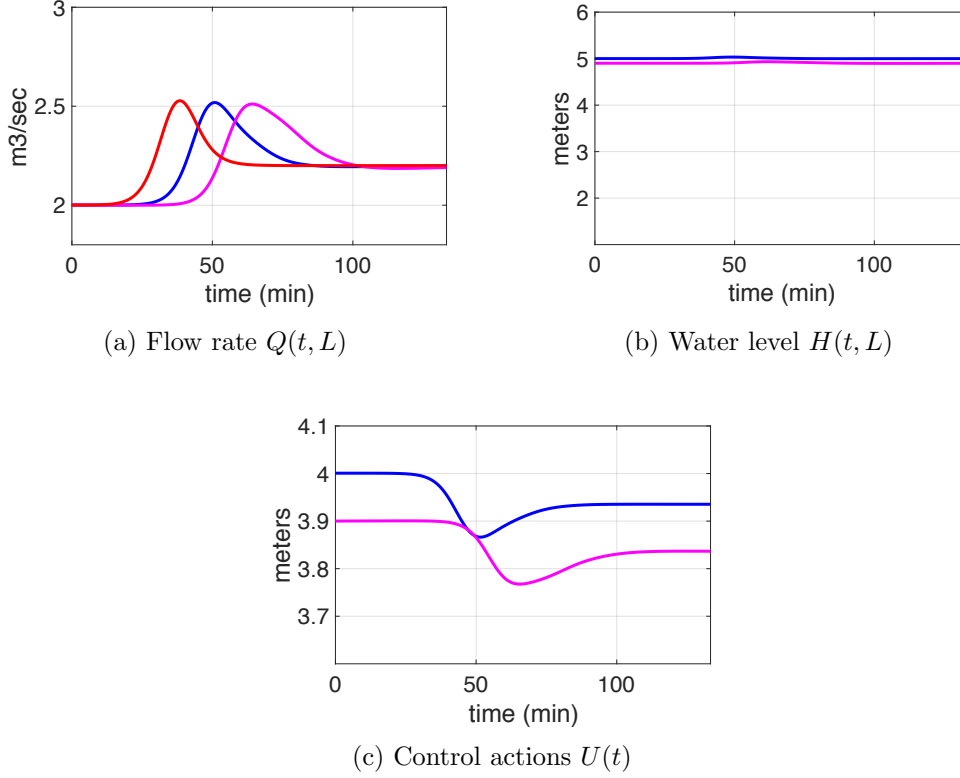 3
2.5
2
m3/sec
0
50
100
time (min)
(a) Flow rate Q(t, L)
6
5
4
3
2
meters
0
50
100
time (min)
(b) Water level H(t, L)
4.1
4
3.9
3.8
3.7
meters
0
50
100
time (min)
(c) Control actions U(t)